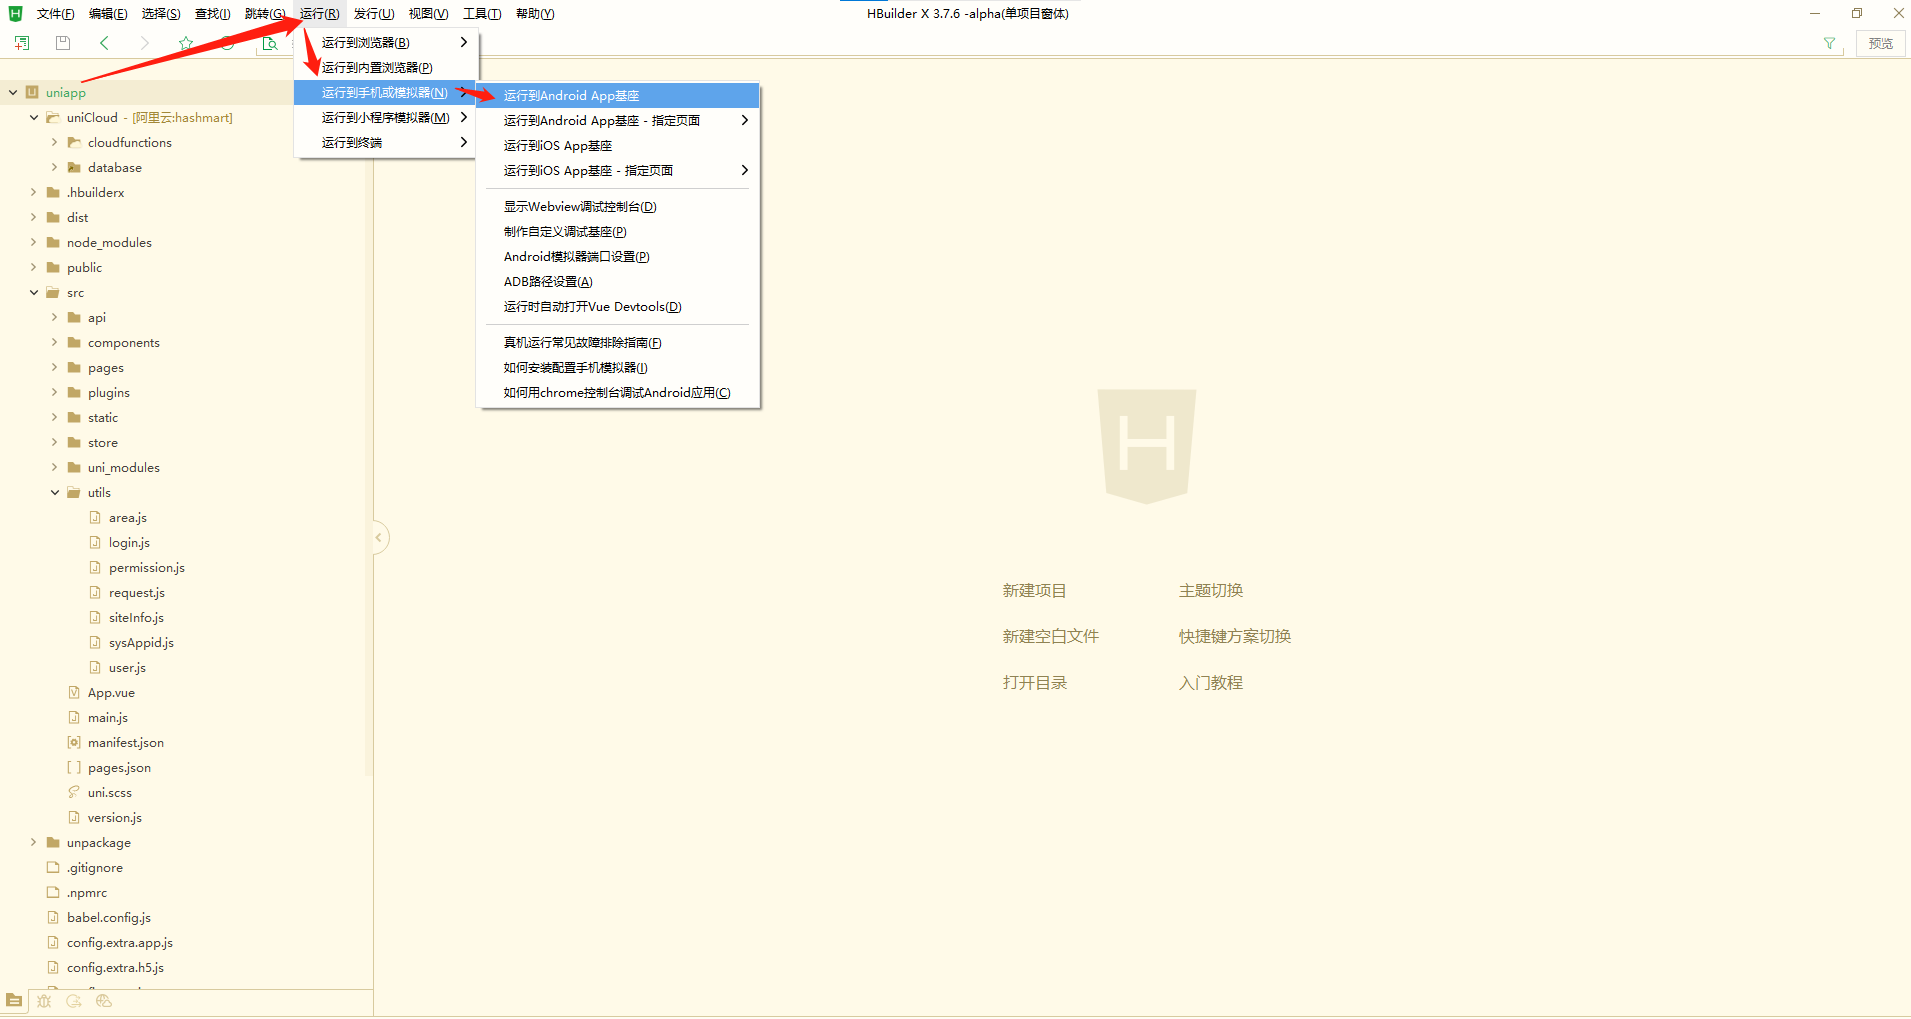 文件(F) 编辑(E) 选择(S) 查找(I) 跳转(G) 运行(R) 发行(U) 视图(V) 工具(T) 帮助(Y)
HBuilder X 3.7.6 -alpha(单项目窗体)
预览
运行到浏览器(B)
运行到内置浏览器(P)
运行到手机或模拟器(N)
运行到小程序模拟器(M)
运行到终端
运行到Android App基座
运行到Android App基座 - 指定页面
运行到iOS App基座
运行到iOS App基座 - 指定页面
显示Webview调试控制台(D)
制作自定义调试基座(P)
Android模拟器端口设置(P)
ADB路径设置(A)
运行时自动打开Vue Devtools(D)
真机运行常见故障排除指南(F)
如何安装配置手机模拟器(I)
如何用chrome控制台调试Android应用(C)
uniapp
uniCloud - [阿里云:hashmart]
cloudfunctions
database
.hbuilderx
dist
node_modules
public
src
api
components
pages
plugins
static
store
uni_modules
utils
area.js
login.js
permission.js
request.js
siteInfo.js
sysAppid.js
user.js
App.vue
main.js
manifest.json
pages.json
uni.scss
version.js
unpackage
.gitignore
.npmrc
babel.config.js
config.extra.app.js
config.extra.h5.js
H
新建项目 主题切换
新建空白文件 快捷键方案切换
打开目录 入门教程